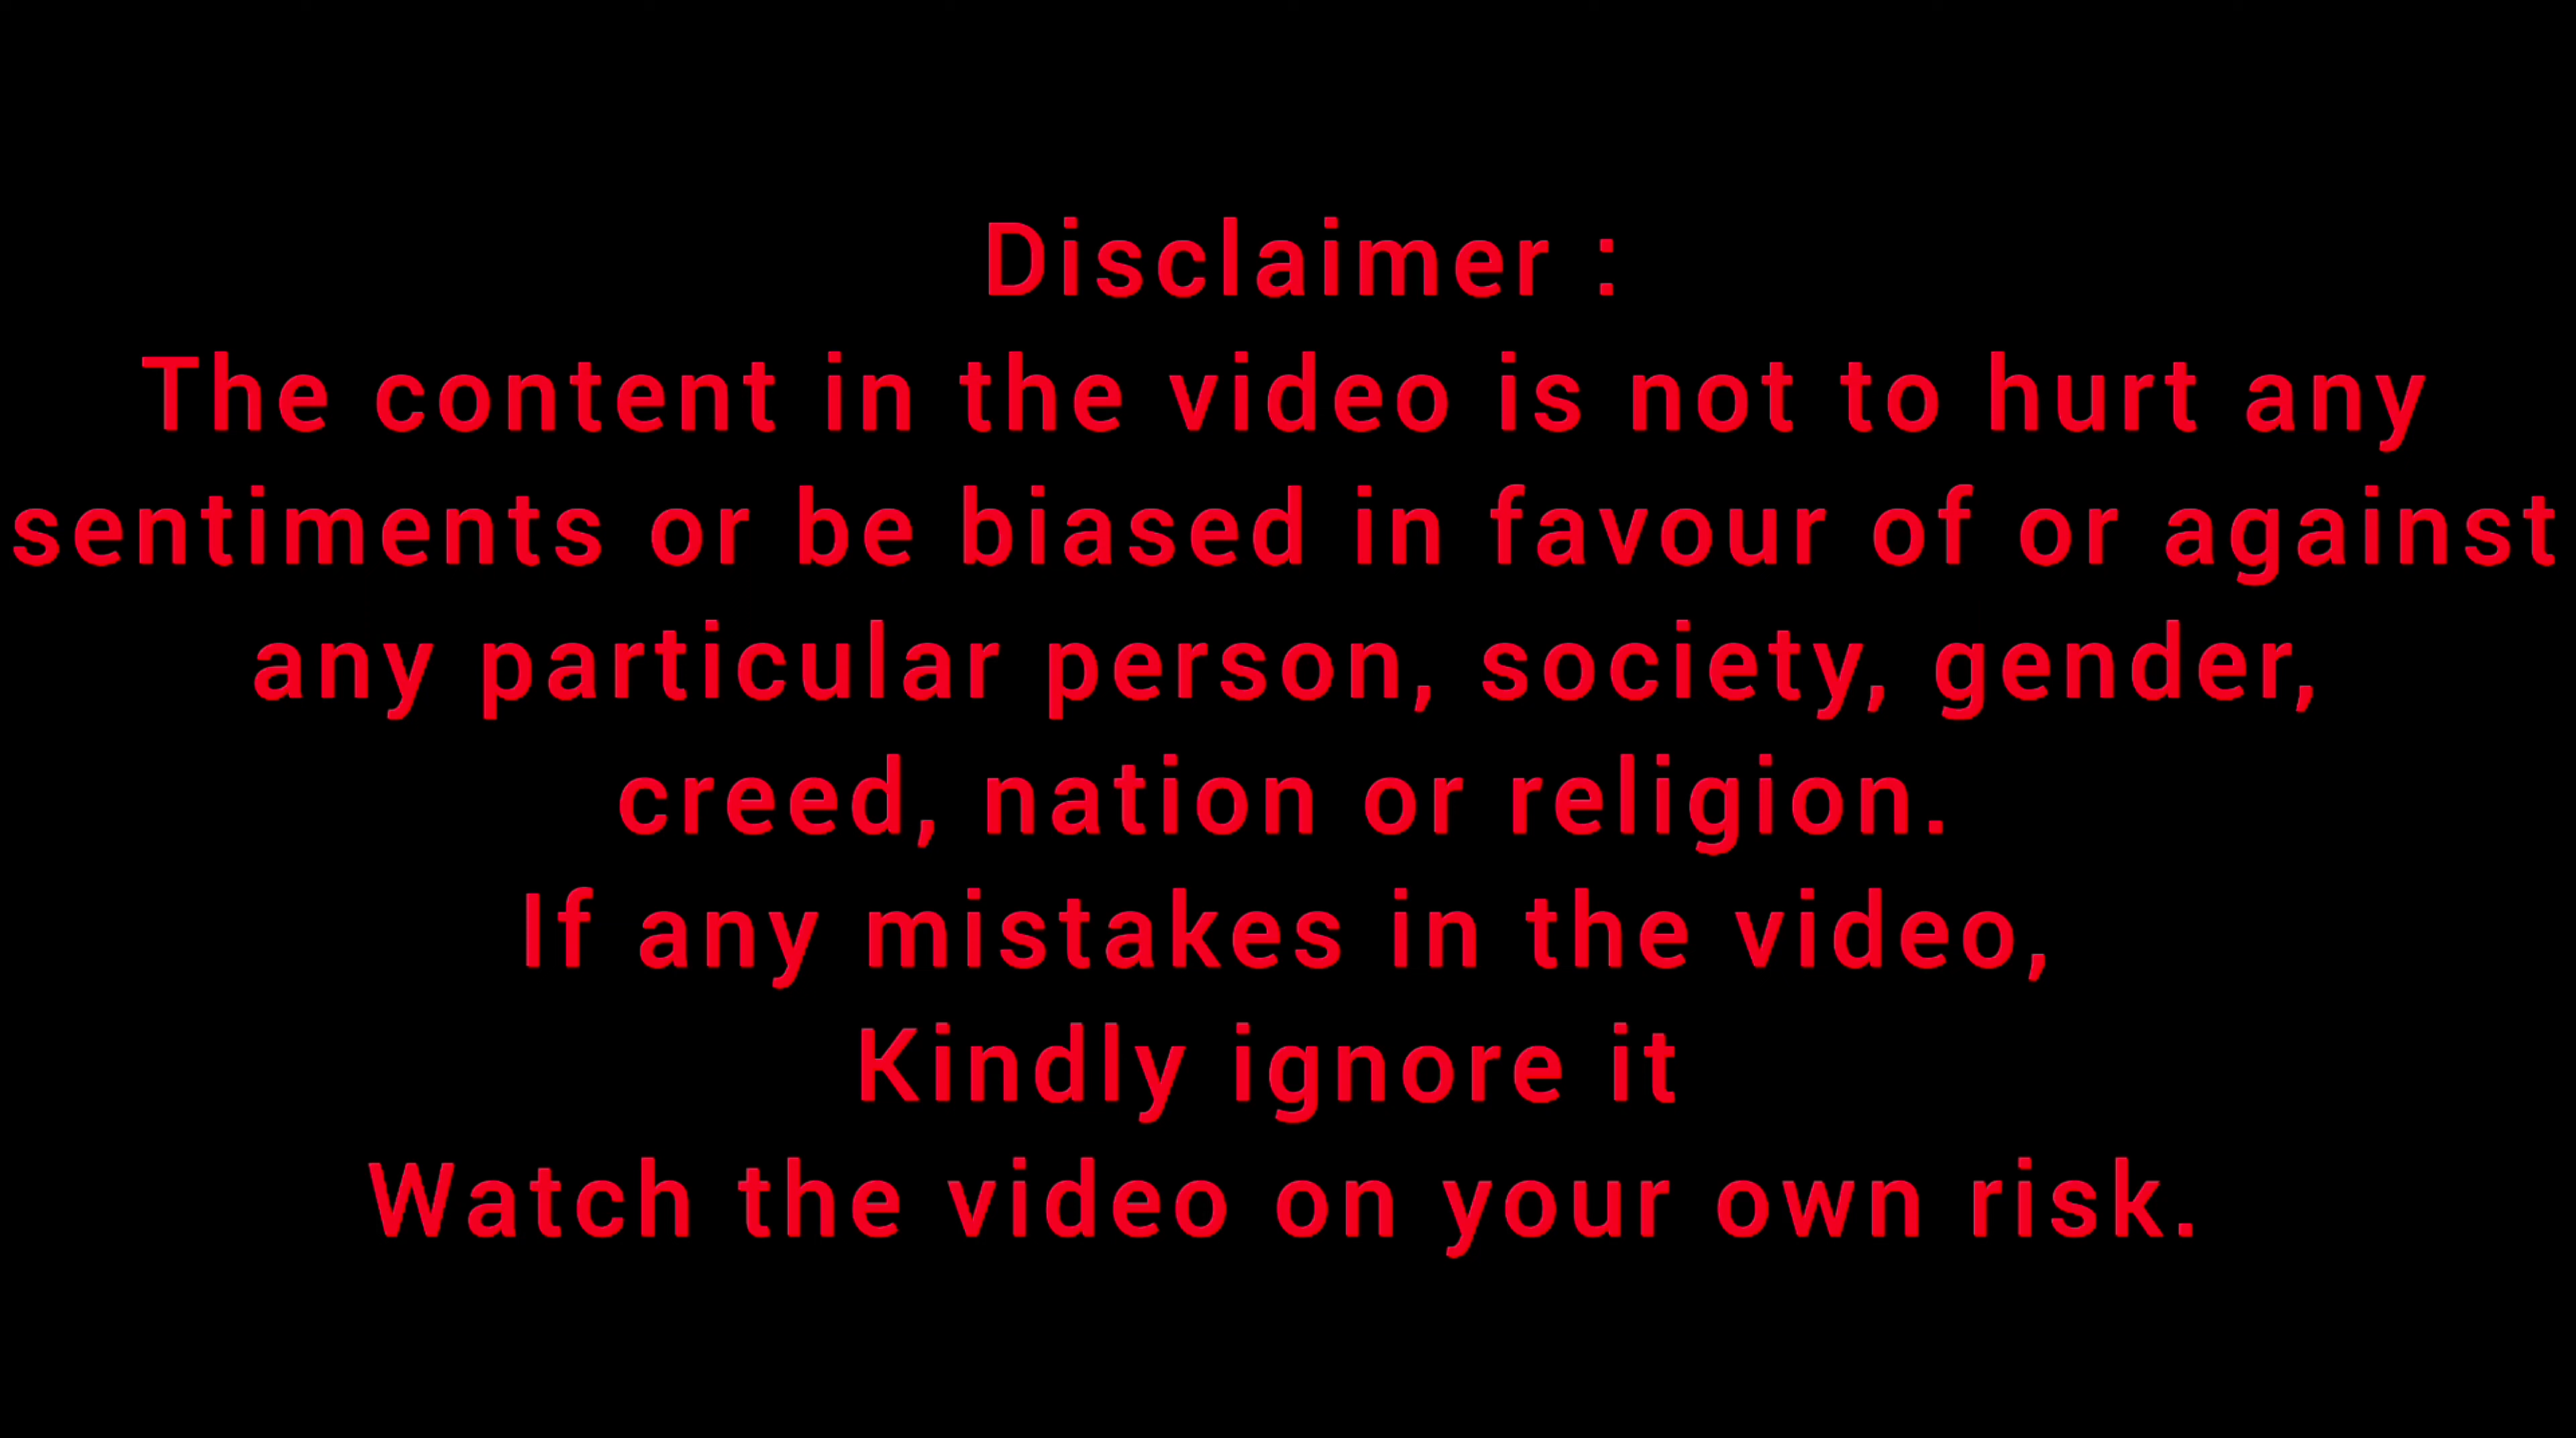 Disclaimer :
The content in the video is not to hurt any
sentiments or be biased in favour of or against
any particular person, society, gender,
creed, nation or religion.
If any mistakes in the video,
Kindly ignore it
Watch the video on your own risk.